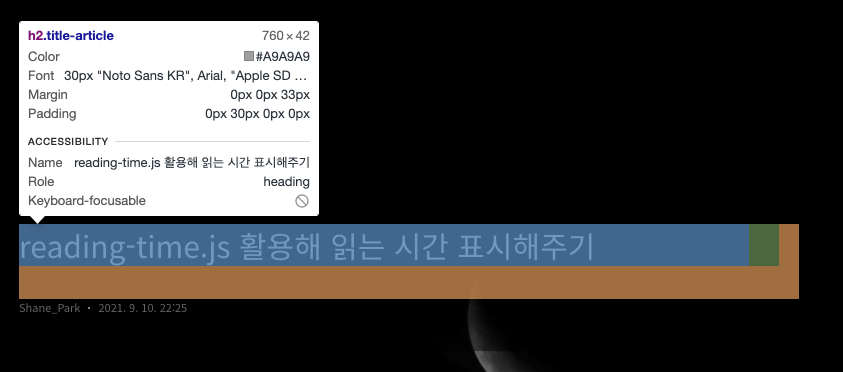 h2.title-article 760 × 42
Color #A9A9A9
Font 30px "Noto Sans KR", Arial, "Apple SD …
Margin 0px 0px 33px
Padding 0px 30px 0px 0px
ACCESSIBILITY
Name reading-time.js 활용해 읽는 시간 표시해주기
Role heading
Keyboard-focusable
reading-time.js 활용해 읽는 시간 표시해주기
Shane_Park · 2021. 9. 10. 22:25